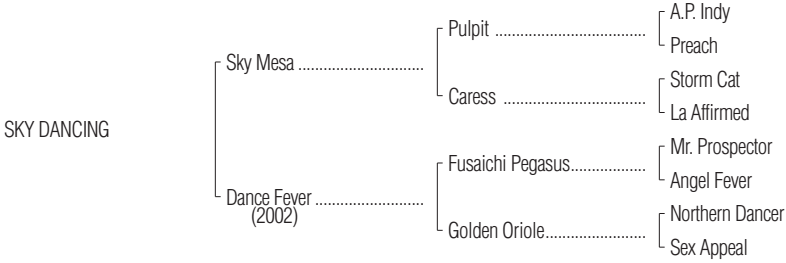 A.P. Indy
Pulpit ...................................
Preach
Sky Mesa .............................
Storm Cat
Caress .................................
La Affirmed
SKY DANCING
Mr. Prospector
Fusaichi Pegasus..................
Angel Fever
Dance Fever .........................
(2002)
Northern Dancer
Golden Oriole.......................
Sex Appeal